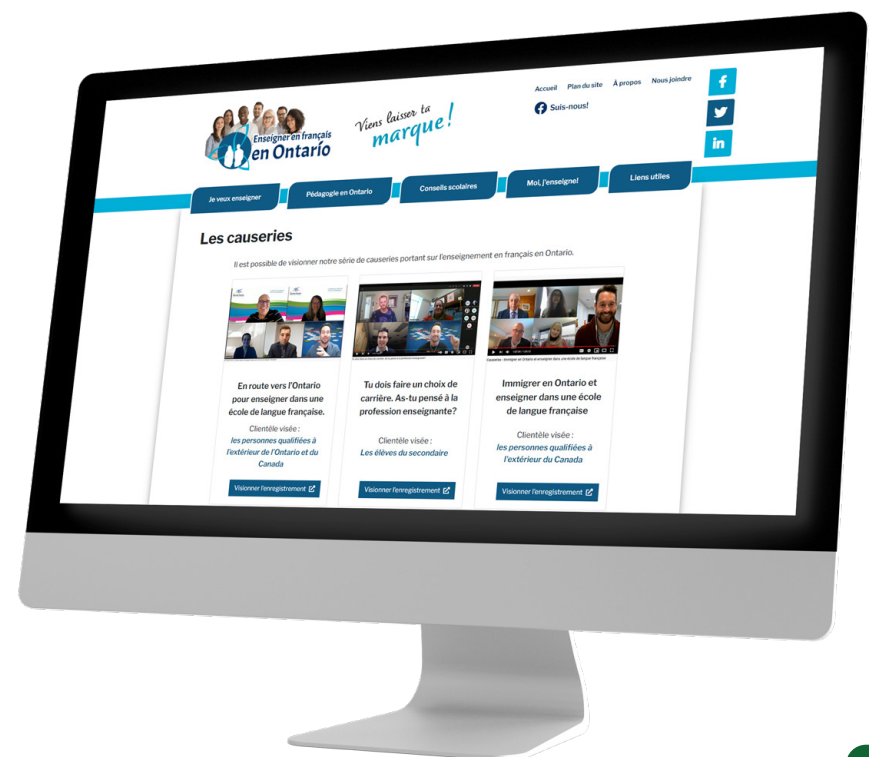 Enseigner en français
en Ontario
Viens laisser ta
marque!
Accueil Plan du site À propos Nous joindre
Suis-nous!
Je veux enseigner Pédagogie en Ontario Conseils scolaires Moi, j'enseigne! Liens utiles
Les causeries
Il est possible de visionner notre série de causeries portant sur l'enseignement en français en Ontario.
En route vers l'Ontario
pour enseigner dans une
école de langue française.
Clientèle visée :
les personnes qualifiées à
l'extérieur de l'Ontario et du
Canada
Visionner l'enregistrement
Tu dois faire un choix de
carrière. As-tu pensé à la
profession enseignante?
Clientèle visée :
Les élèves du secondaire
Visionner l'enregistrement
Immigrer en Ontario et
enseigner dans une école
de langue française
Clientèle visée :
les personnes qualifiées à
l'extérieur du Canada
Visionner l'enregistrement